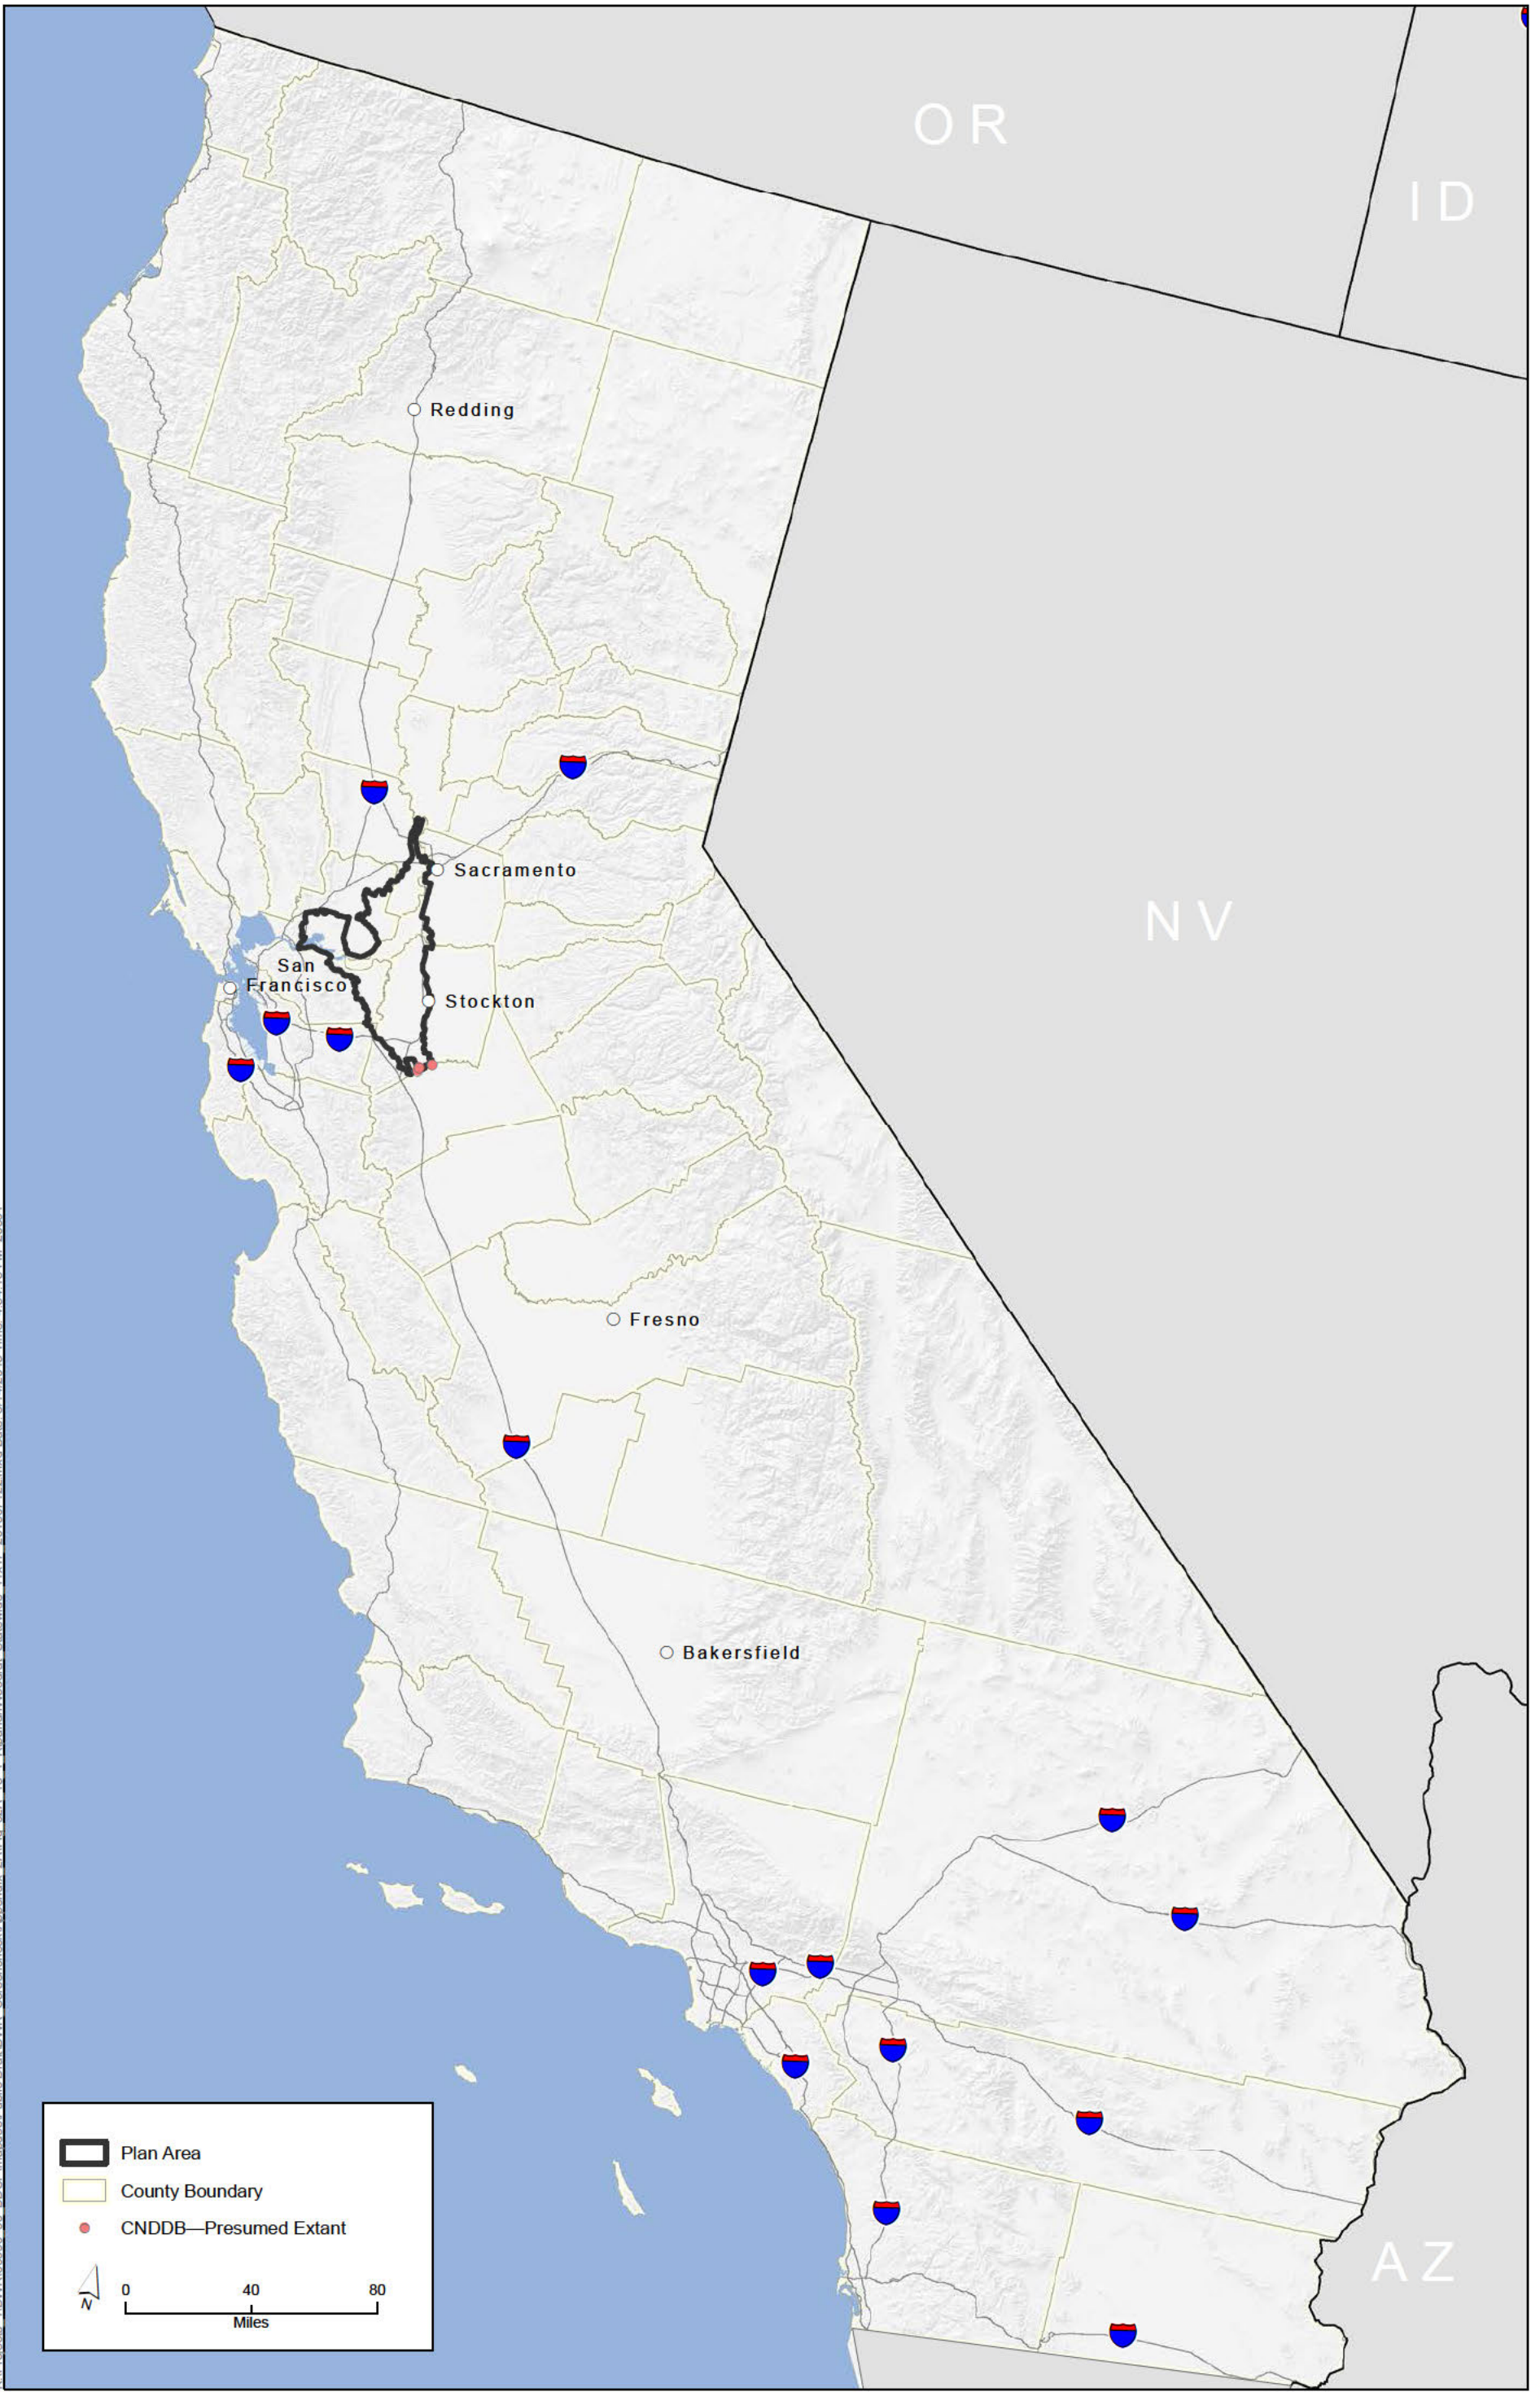 OR
ID
Redding
Sacramento
NV
San
Francisco
Stockton
Fresno
Bakersfield
Plan Area
County Boundary
CNDDB—Presumed Extant
N
0 40 80
Miles
AZ